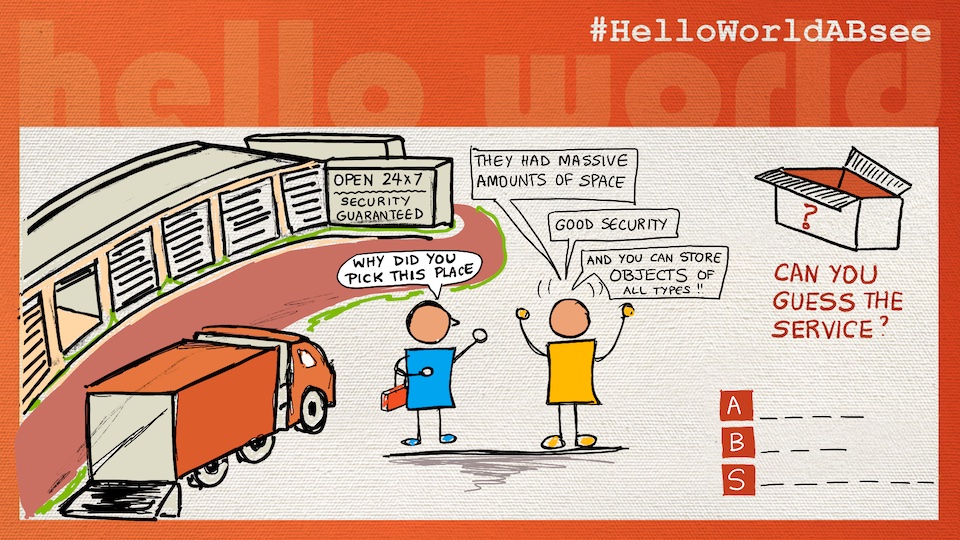 #HelloWorldABsee
hello world
OPEN 24x7
SECURITY
GUARANTEED
WHY DID YOU
PICK THIS PLACE
THEY HAD MASSIVE
AMOUNTS OF SPACE
GOOD SECURITY
AND YOU CAN STORE
OBJECTS OF
ALL TYPES !!
?
CAN YOU
GUESS THE
SERVICE?
A _ _ _ _ _ _
B _ _ _ _
S _ _ _ _ _ _ _